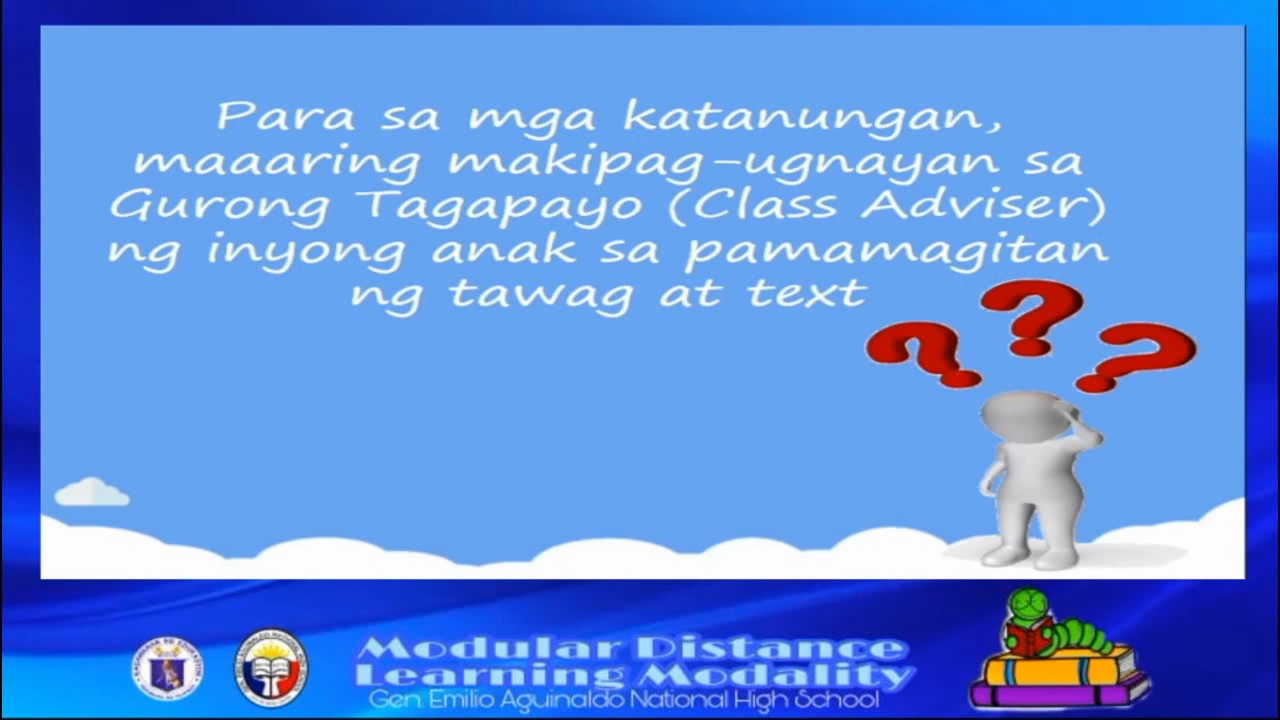 Para sa mga katanungan,
maaaring makipag-ugnayan sa
Gurong Tagapayo (Class Adviser)
ng inyong anak sa pamamagitan
ng tawag at text
Modular Distance
Learning Modality
Gen. Emilio Aguinaldo National High School